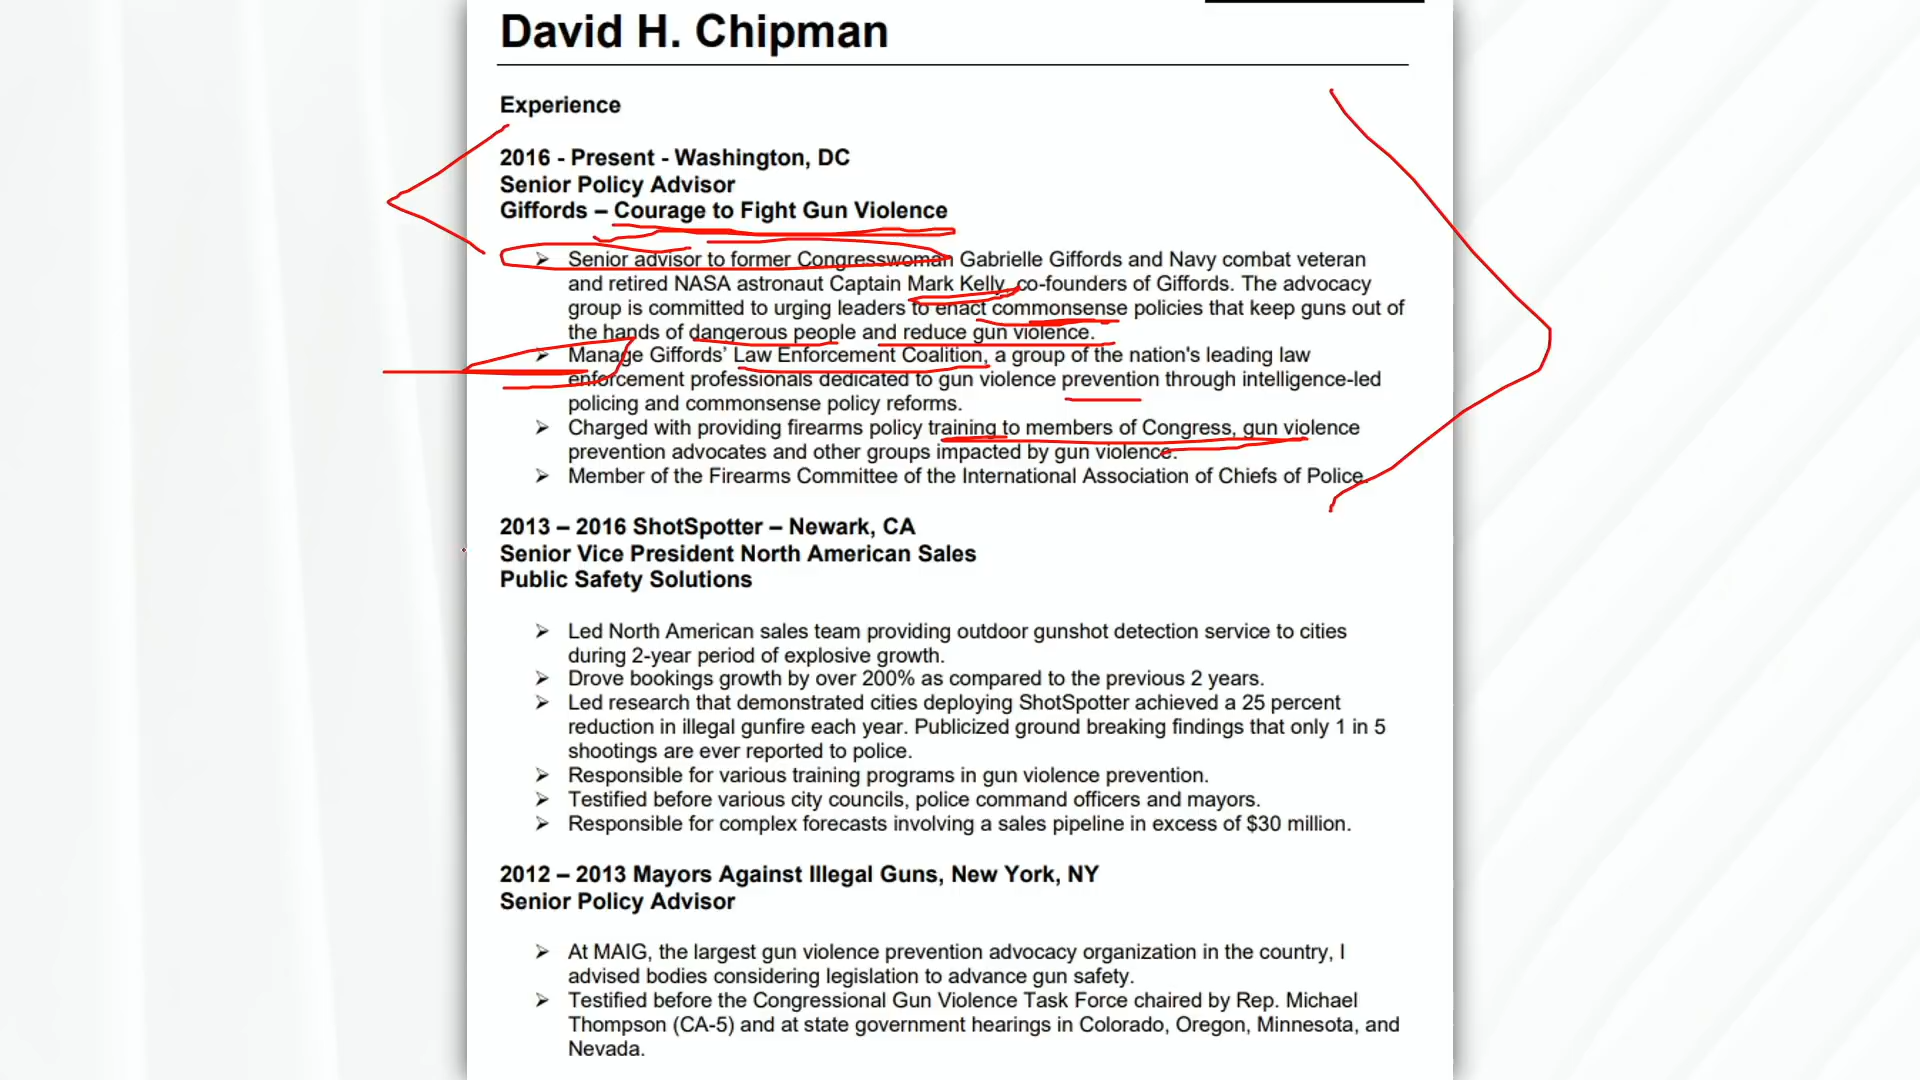 David H. Chipman
Experience
2016 - Present - Washington, DC
Senior Policy Advisor
Giffords – Courage to Fight Gun Violence
➢ Senior advisor to former Congresswoman Gabrielle Giffords and Navy combat veteran
and retired NASA astronaut Captain Mark Kelly, co-founders of Giffords. The advocacy
group is committed to urging leaders to enact commonsense policies that keep guns out of
the hands of dangerous people and reduce gun violence.
➢ Manage Giffords' Law Enforcement Coalition, a group of the nation's leading law
enforcement professionals dedicated to gun violence prevention through intelligence-led
policing and commonsense policy reforms.
➢ Charged with providing firearms policy training to members of Congress, gun violence
prevention advocates and other groups impacted by gun violence.
➢ Member of the Firearms Committee of the International Association of Chiefs of Police.
2013 – 2016 ShotSpotter – Newark, CA
Senior Vice President North American Sales
Public Safety Solutions
➢ Led North American sales team providing outdoor gunshot detection service to cities
during 2-year period of explosive growth.
➢ Drove bookings growth by over 200% as compared to the previous 2 years.
➢ Led research that demonstrated cities deploying ShotSpotter achieved a 25 percent
reduction in illegal gunfire each year. Publicized ground breaking findings that only 1 in 5
shootings are ever reported to police.
➢ Responsible for various training programs in gun violence prevention.
➢ Testified before various city councils, police command officers and mayors.
➢ Responsible for complex forecasts involving a sales pipeline in excess of $30 million.
2012 – 2013 Mayors Against Illegal Guns, New York, NY
Senior Policy Advisor
➢ At MAIG, the largest gun violence prevention advocacy organization in the country, I
advised bodies considering legislation to advance gun safety.
➢ Testified before the Congressional Gun Violence Task Force chaired by Rep. Michael
Thompson (CA-5) and at state government hearings in Colorado, Oregon, Minnesota, and
Nevada.